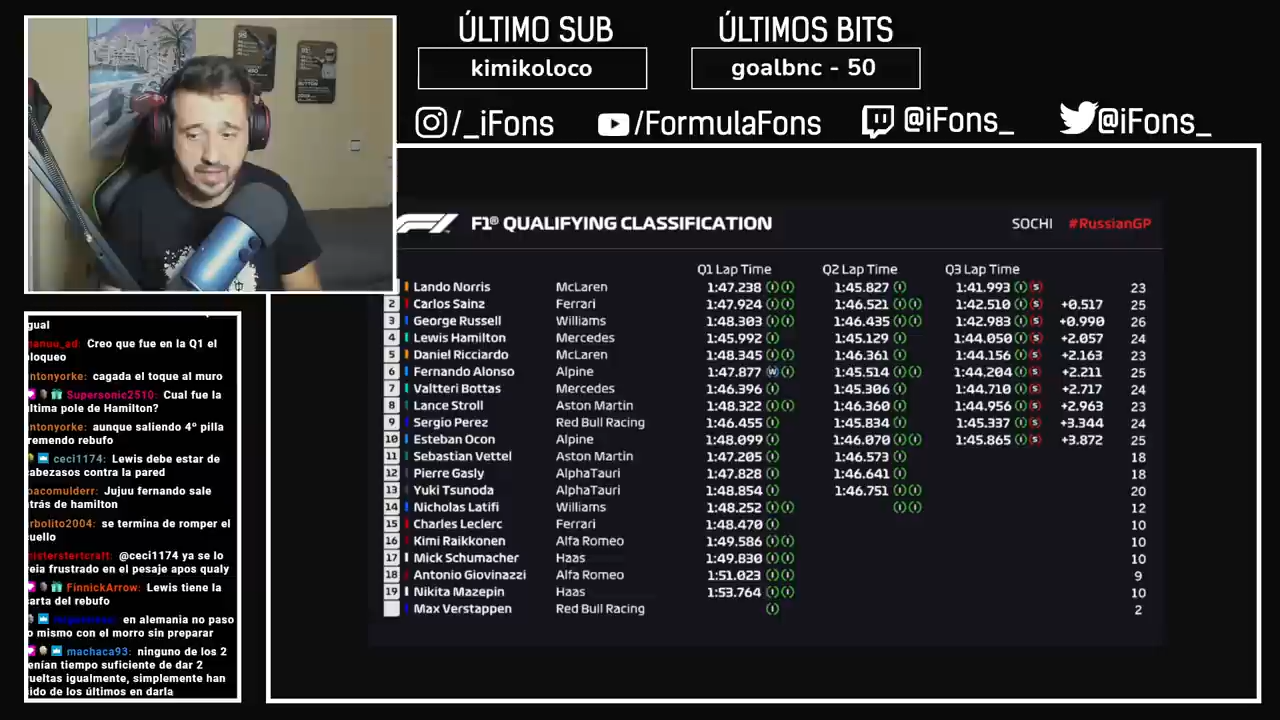 ÚLTIMO SUB
kimikoloco
ÚLTIMOS BITS
goalbnc - 50
/_iFons
/FormulaFons
@iFons_
@iFons_
F1® QUALIFYING CLASSIFICATION
SOCHI #RussianGP
Q1 Lap Time Q2 Lap Time Q3 Lap Time
Lando Norris McLaren 1:47.238 I I 1:45.827 I 1:41.993 I S 23
2 Carlos Sainz Ferrari 1:47.924 I I 1:46.521 I I 1:42.510 I S +0.517 25
3 George Russell Williams 1:48.303 I I 1:46.435 I I 1:42.983 I S +0.990 26
4 Lewis Hamilton Mercedes 1:45.992 I 1:45.129 I 1:44.050 I S +2.057 24
5 Daniel Ricciardo McLaren 1:48.345 I I 1:46.361 I 1:44.156 I S +2.163 23
6 Fernando Alonso Alpine 1:47.877 W I 1:45.514 I I 1:44.204 I S +2.211 25
7 Valtteri Bottas Mercedes 1:46.396 I 1:45.306 I 1:44.710 I S +2.717 24
8 Lance Stroll Aston Martin 1:48.322 I I 1:46.360 I 1:44.956 I S +2.963 23
9 Sergio Perez Red Bull Racing 1:46.455 I 1:45.834 I 1:45.337 I S +3.344 24
10 Esteban Ocon Alpine 1:48.099 I 1:46.070 I I 1:45.865 I S +3.872 25
11 Sebastian Vettel Aston Martin 1:47.205 I 1:46.573 I 18
12 Pierre Gasly AlphaTauri 1:47.828 I 1:46.641 I 18
13 Yuki Tsunoda AlphaTauri 1:48.854 I 1:46.751 I I 20
14 Nicholas Latifi Williams 1:48.252 I I I I 12
15 Charles Leclerc Ferrari 1:48.470 I 10
16 Kimi Raikkonen Alfa Romeo 1:49.586 I I 10
17 Mick Schumacher Haas 1:49.830 I I 10
18 Antonio Giovinazzi Alfa Romeo 1:51.023 I I 9
19 Nikita Mazepin Haas 1:53.764 I I 10
Max Verstappen Red Bull Racing I 2
gual
Creo que fue en la Q1 el
bloqueo
ntonyorke: cagada el toque al muro
Supersonic2510: Cual fue la
ultima pole de Hamilton?
ntonyorke: aunque saliendo 4º pilla
tremendo rebufo
ceci1174: Lewis debe estar de
cabezasos contra la pared
pacomulderr: Jujuu fernando sale
atrás de hamilton
arbolito2004: se termina de romper el
cuello
misterstertcraft: @ceci1174 ya se lo
veia frustrado en el pesaje apos qualy
FinnickArrow: Lewis tiene la
carta del rebufo
en alemania no paso
lo mismo con el morro sin preparar
machaca93: ninguno de los 2
tenían tiempo suficiente de dar 2
vueltas igualmente, simplemente han
sido de los últimos en darla